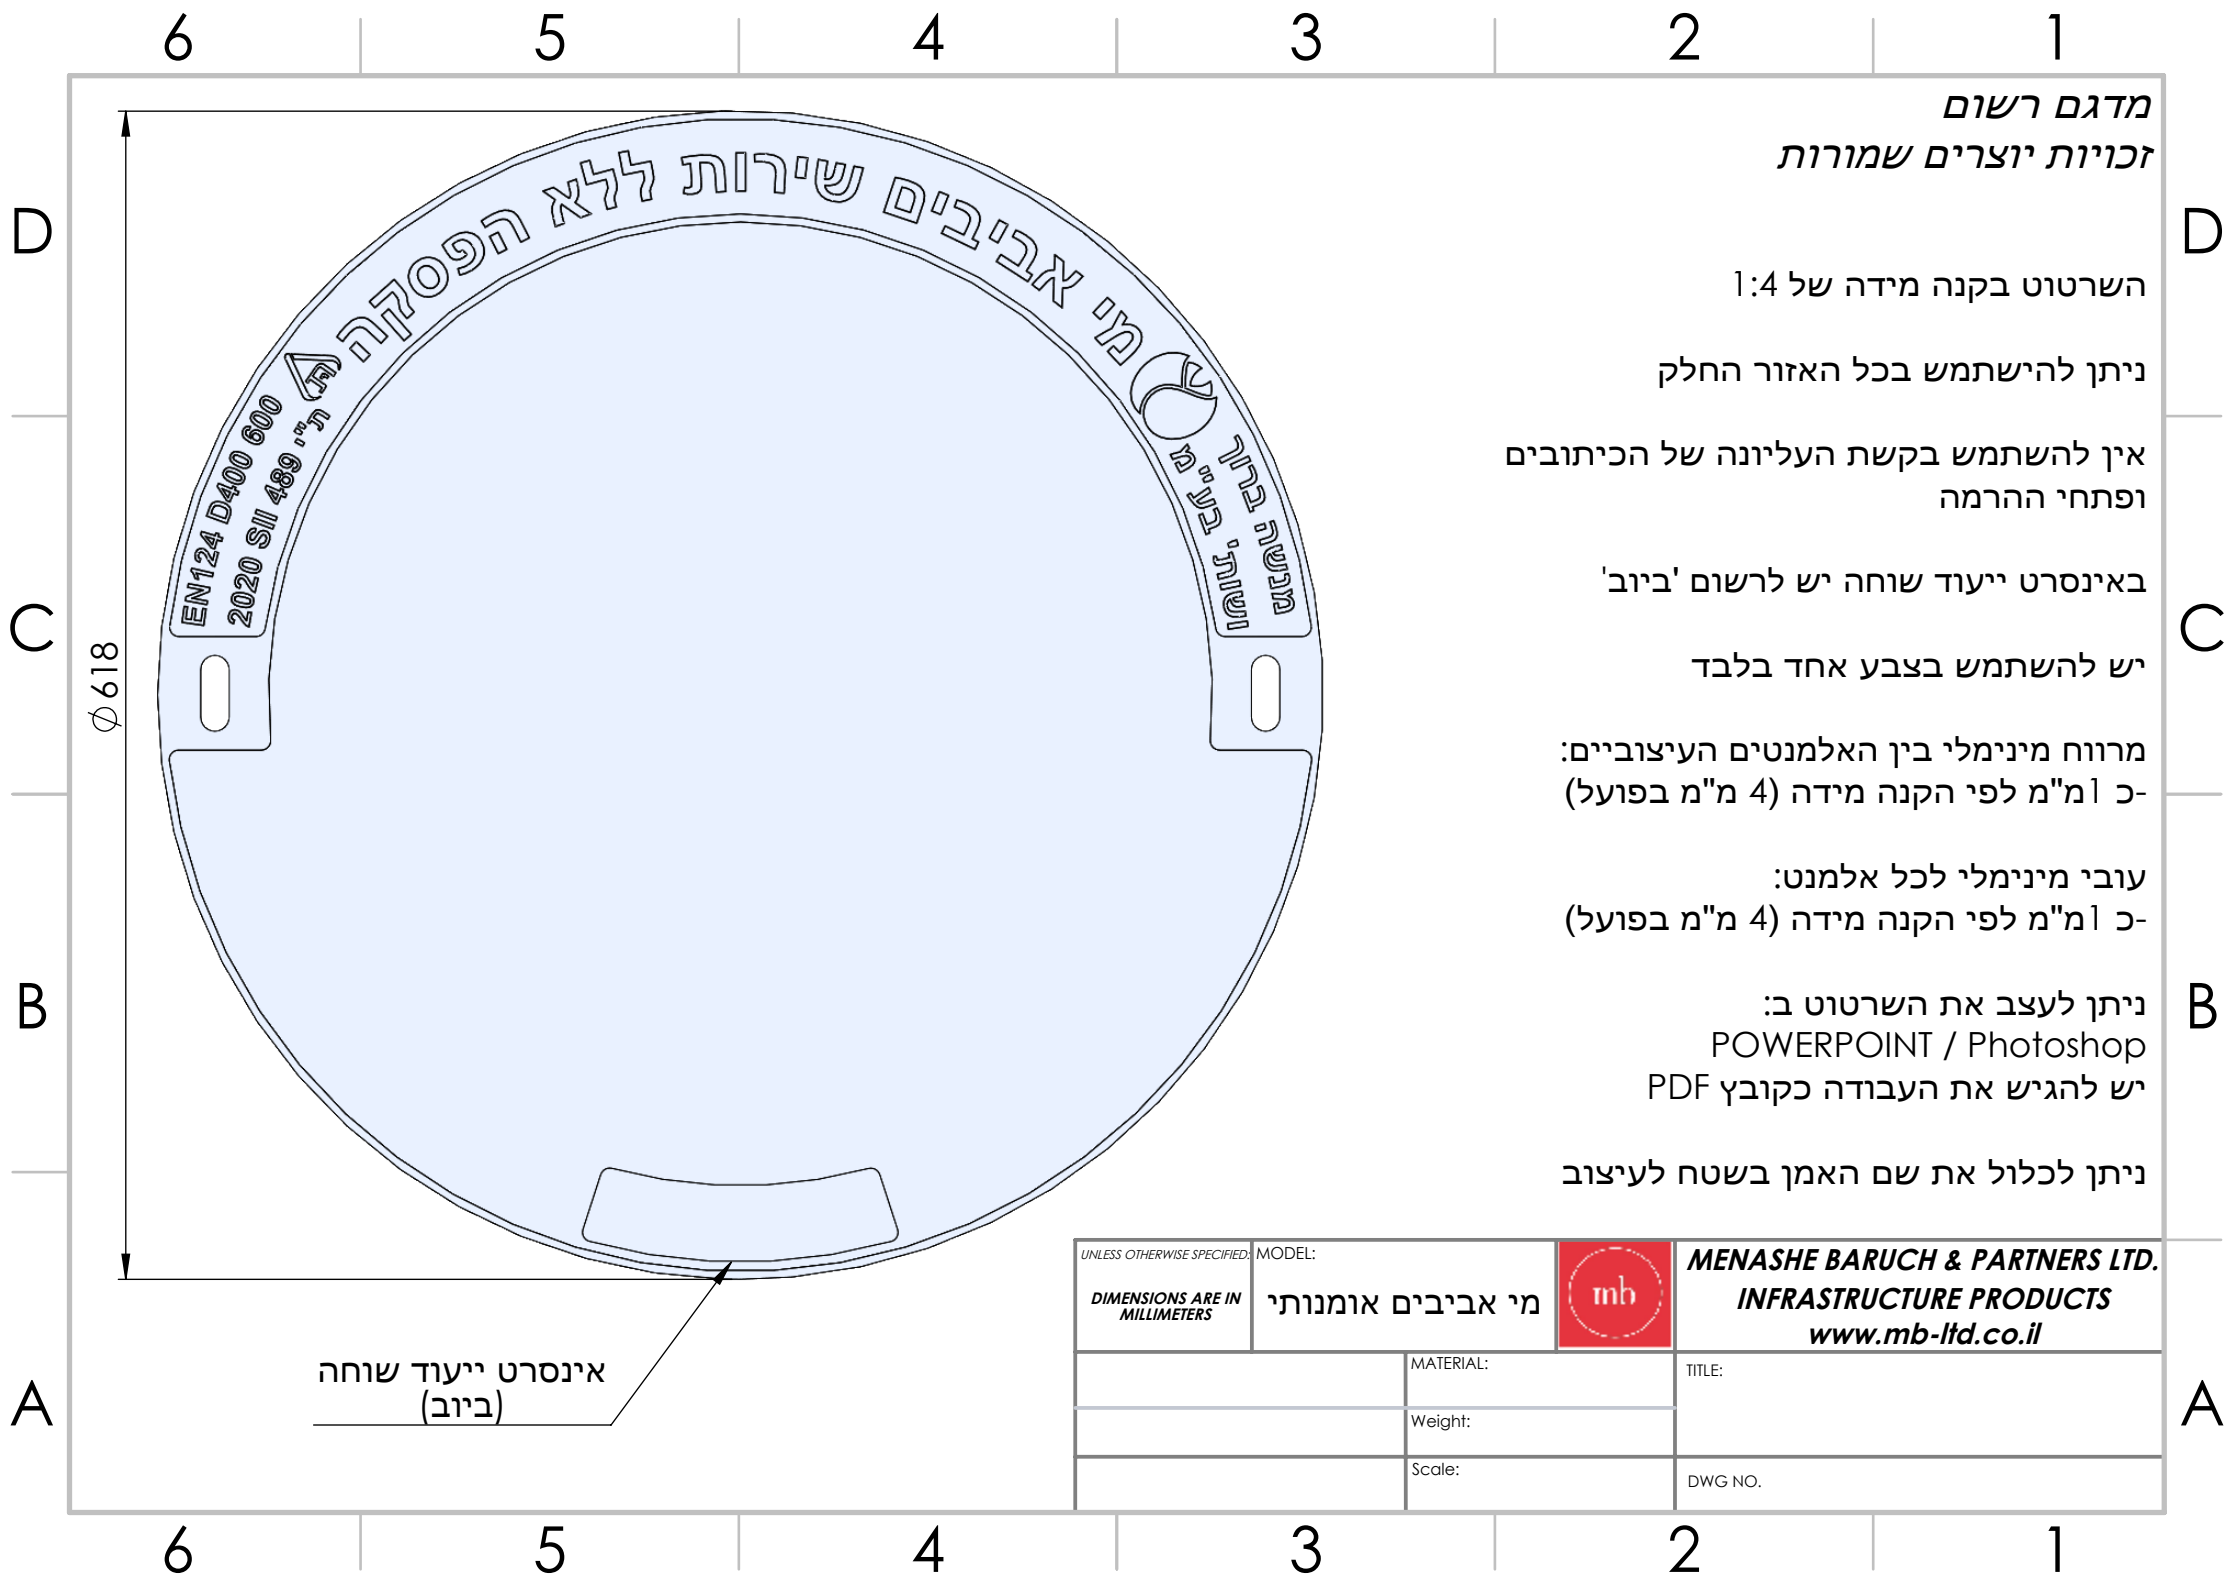 6 5 4 3 2 1
מדגם רשום
זכויות יוצרים שמורות
D D
השרטוט בקנה מידה של 1:4
ניתן להישתמש בכל האזור החלק
אין להשתמש בקשת העליונה של הכיתובים
ופתחי ההרמה
באינסרט ייעוד שוחה יש לרשום 'ביוב'
יש להשתמש בצבע אחד בלבד
מרווח מינימלי בין האלמנטים העיצוביים:
-כ 1מ"מ לפי הקנה מידה (4 מ"מ בפועל)
עובי מינימלי לכל אלמנט:
-כ 1מ"מ לפי הקנה מידה (4 מ"מ בפועל)
ניתן לעצב את השרטוט ב:
POWERPOINT / Photoshop
יש להגיש את העבודה כקובץ PDF
ניתן לכלול את שם האמן בשטח לעיצוב
מי אביבים שירות ללא הפסקה
ת"י
EN124 D400 600
2020 SII 489 ת"י
מנשה ברוך
ושות' בע"מ
C C
⌀618
B B
אינסרט ייעוד שוחה
(ביוב)
A A
UNLESS OTHERWISE SPECIFIED:
DIMENSIONS ARE IN
MILLIMETERS
MODEL:
מי אביבים אומנותי
mb
MENASHE BARUCH & PARTNERS LTD.
INFRASTRUCTURE PRODUCTS
www.mb-ltd.co.il
MATERIAL:
TITLE:
Weight:
Scale:
DWG NO.
6 5 4 3 2 1